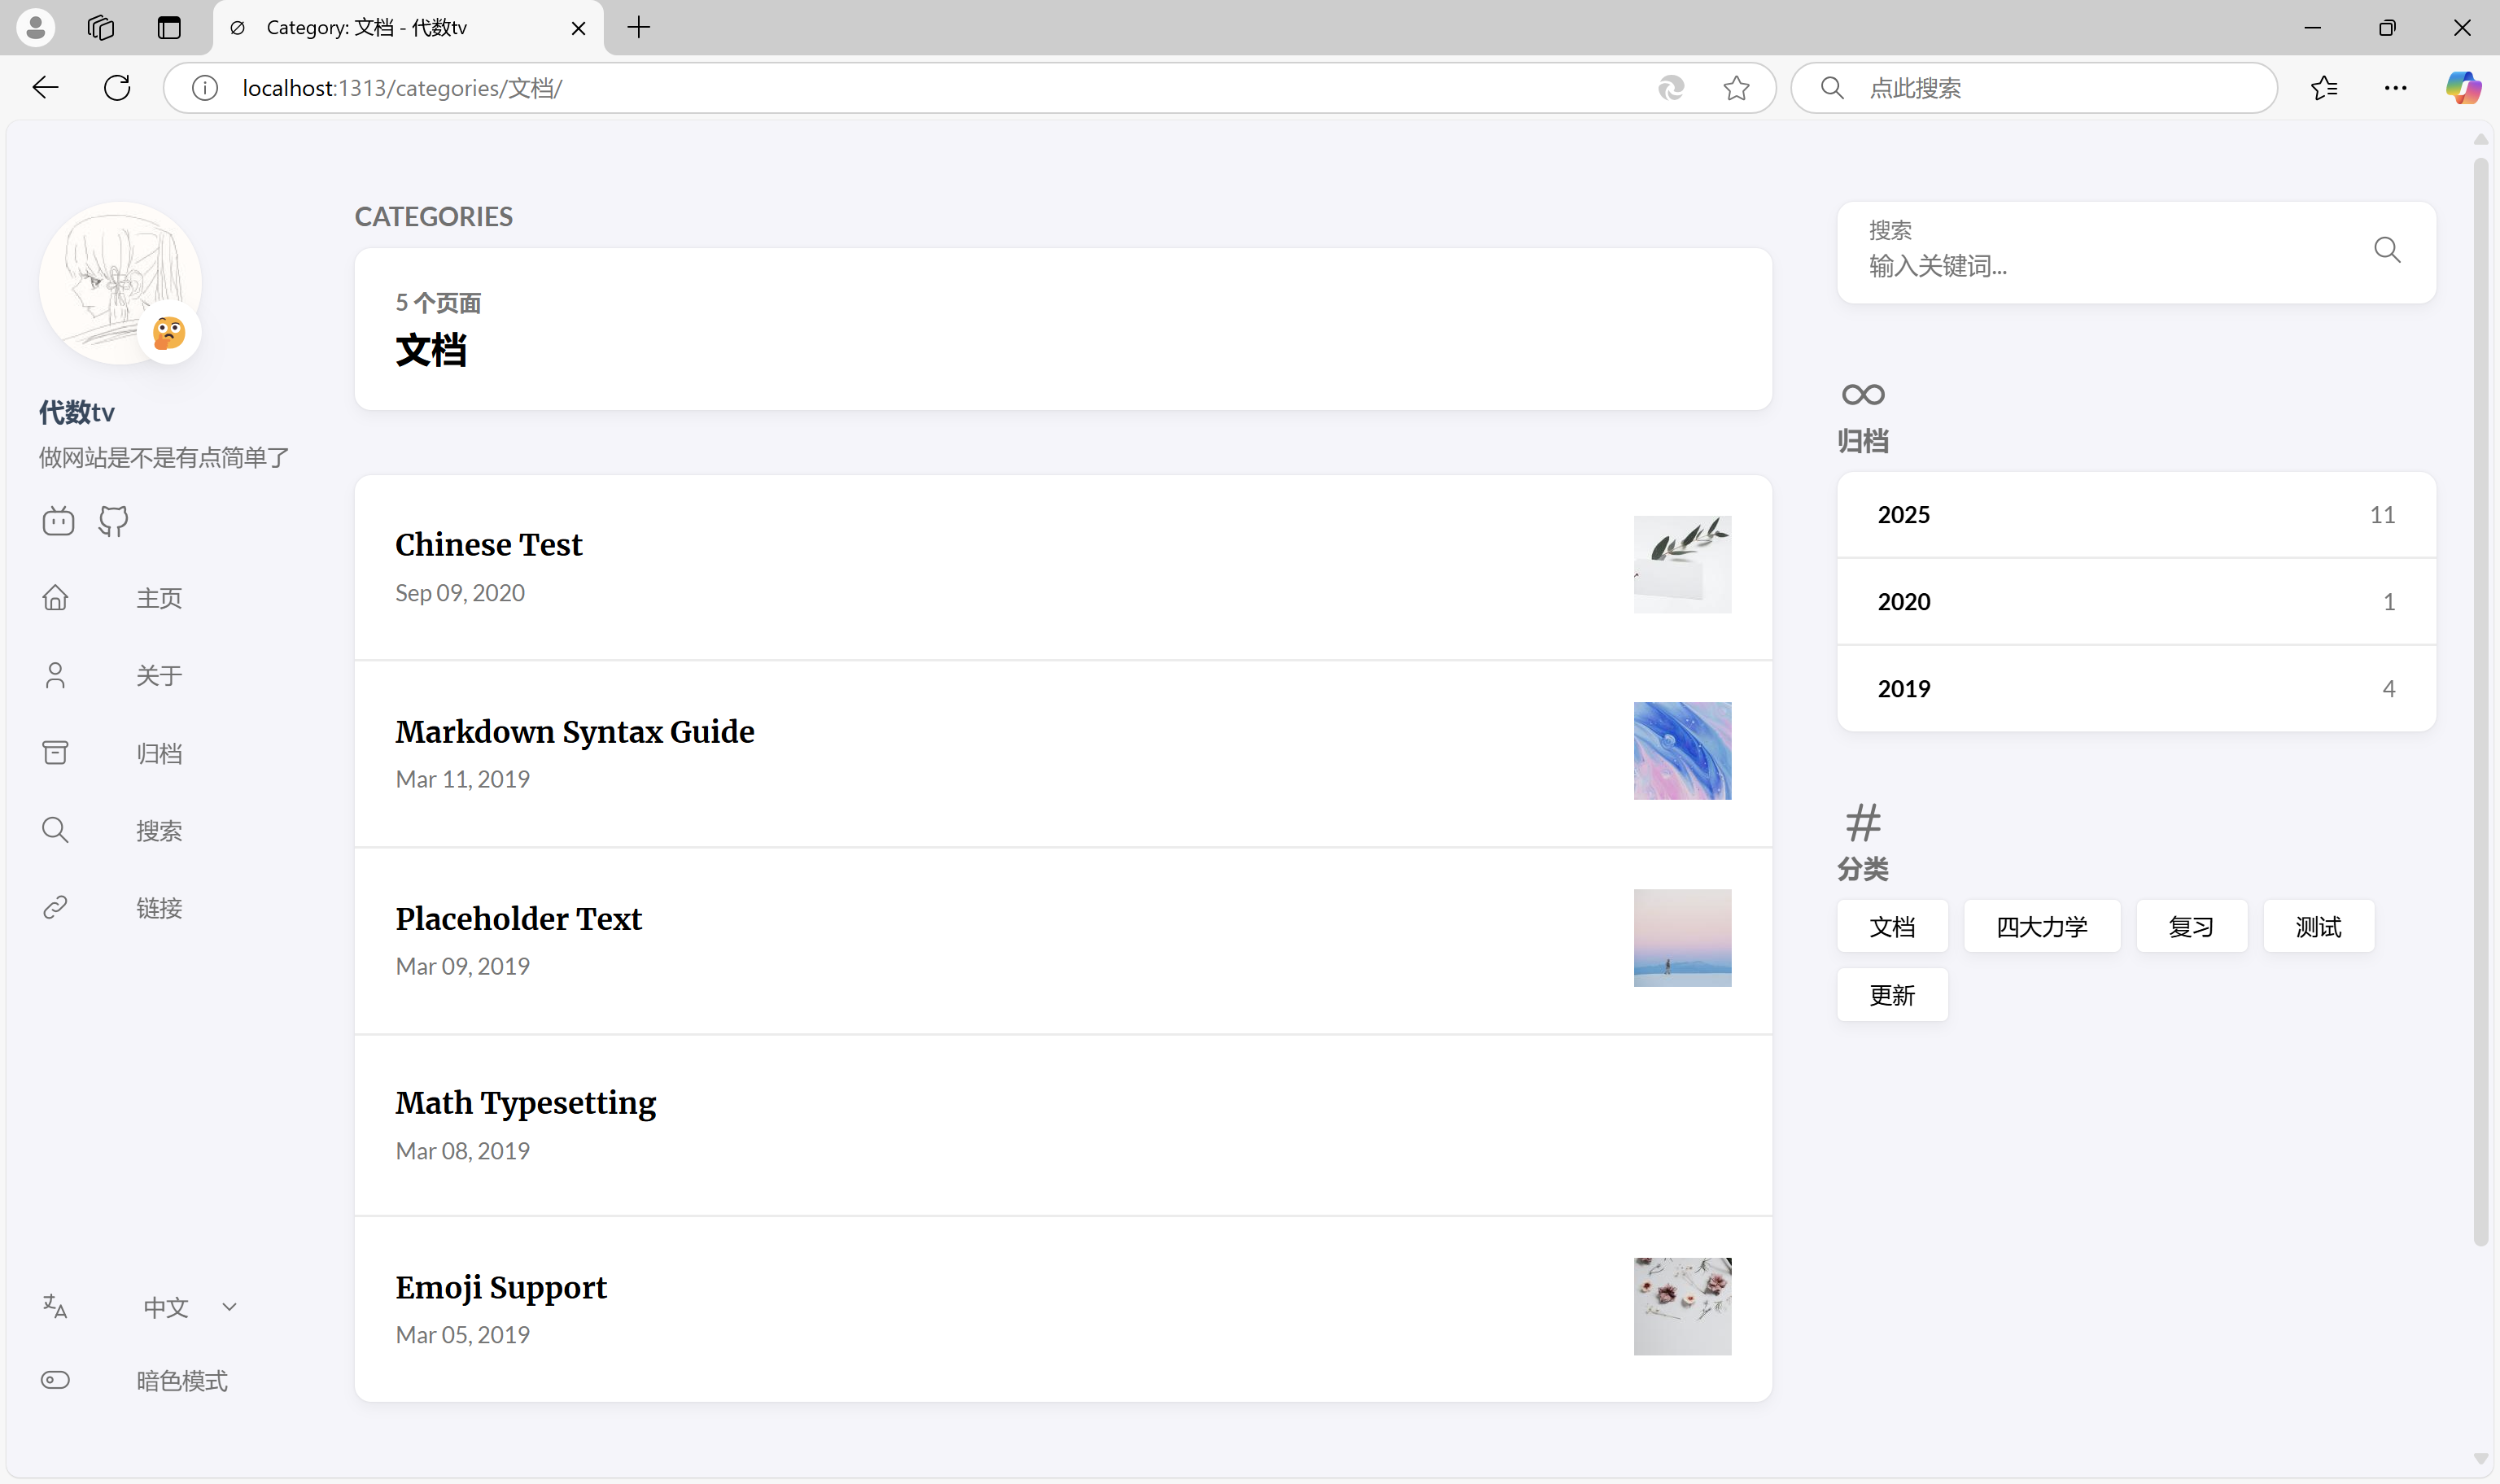 Category: 文档 - 代数tv
localhost:1313/categories/文档/
点此搜索
代数tv
做网站是不是有点简单了
主页
关于
归档
搜索
链接
中文
暗色模式
CATEGORIES
5 个页面
文档
Chinese Test
Sep 09, 2020
Markdown Syntax Guide
Mar 11, 2019
Placeholder Text
Mar 09, 2019
Math Typesetting
Mar 08, 2019
Emoji Support
Mar 05, 2019
搜索
输入关键词...
归档
2025 11
2020 1
2019 4
分类
文档 四大力学 复习 测试
更新